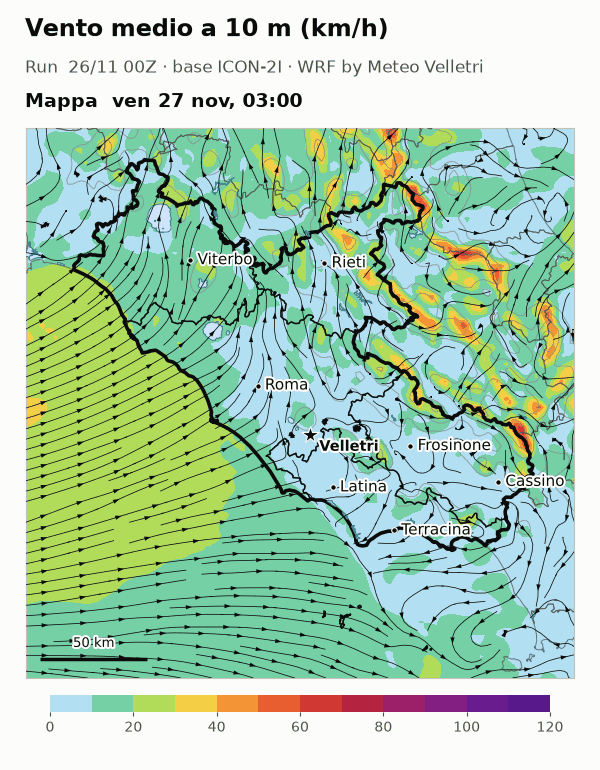 Vento medio a 10 m (km/h)
Run  26/11 00Z · base ICON-2I · WRF by Meteo Velletri
Mappa  ven 27 nov, 03:00
Viterbo
Rieti
Roma
Velletri
Frosinone
Cassino
Latina
Terracina
50 km
0 20 40 60 80 100 120